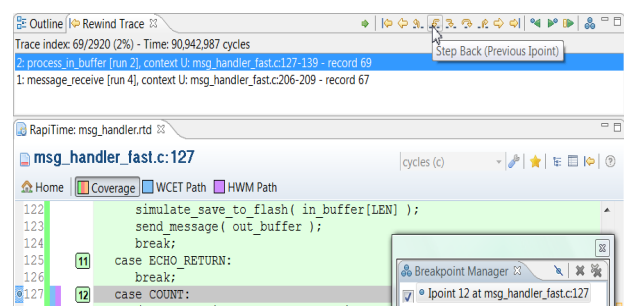 Outline Rewind Trace
Trace index: 69/2920 (2%) - Time: 90,942,987 cycles
Step Back (Previous Ipoint)
2: process_in_buffer [run 2], context U: msg_handler_fast.c:127-139 - record 69
1: message_receive [run 4], context U: msg_handler_fast.c:206-209 - record 67
RapiTime: msg_handler.rtd
msg_handler_fast.c:127
cycles (c)
Home Coverage WCET Path HWM Path
122 simulate_save_to_flash( in_buffer[LEN] );
123 send_message( out_buffer );
124 break;
125 11 case ECHO_RETURN:
126 break;
127 12 case COUNT:
Breakpoint Manager
Ipoint 12 at msg_handler_fast.c:127